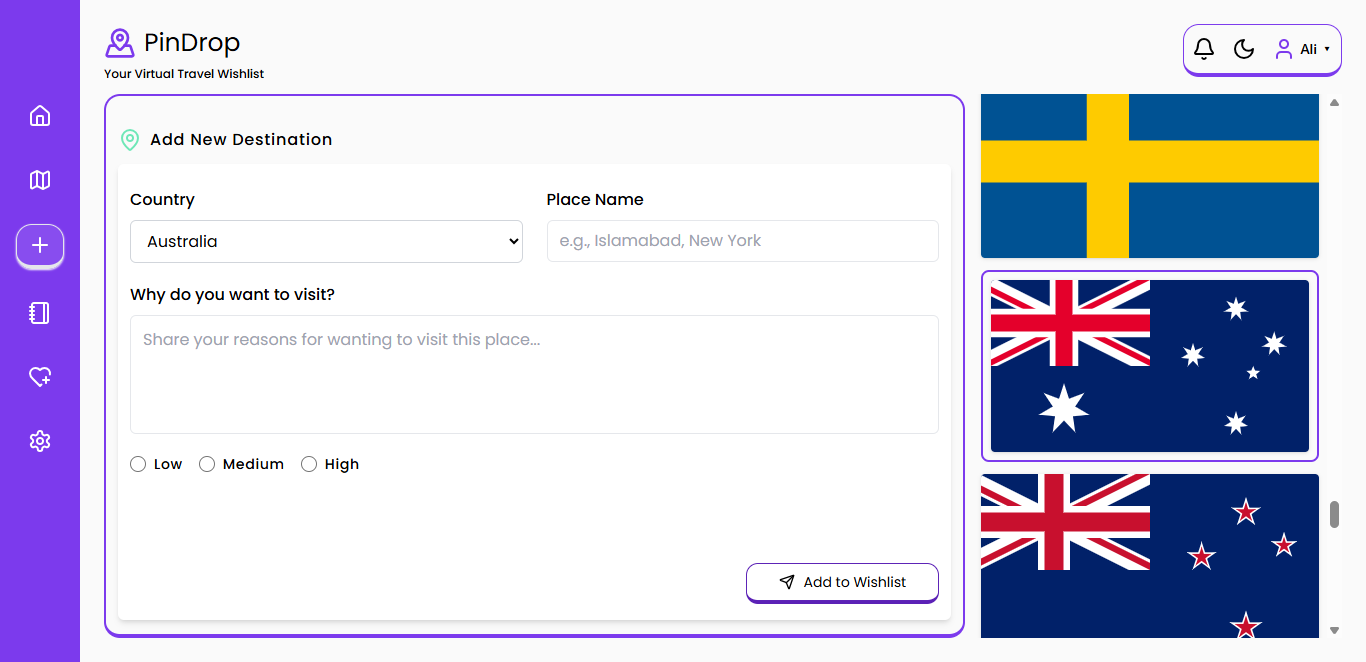 PinDrop
Your Virtual Travel Wishlist
Ali
Add New Destination
Country
Place Name
Australia
e.g., Islamabad, New York
Why do you want to visit?
Share your reasons for wanting to visit this place...
Low
Medium
High
Add to Wishlist